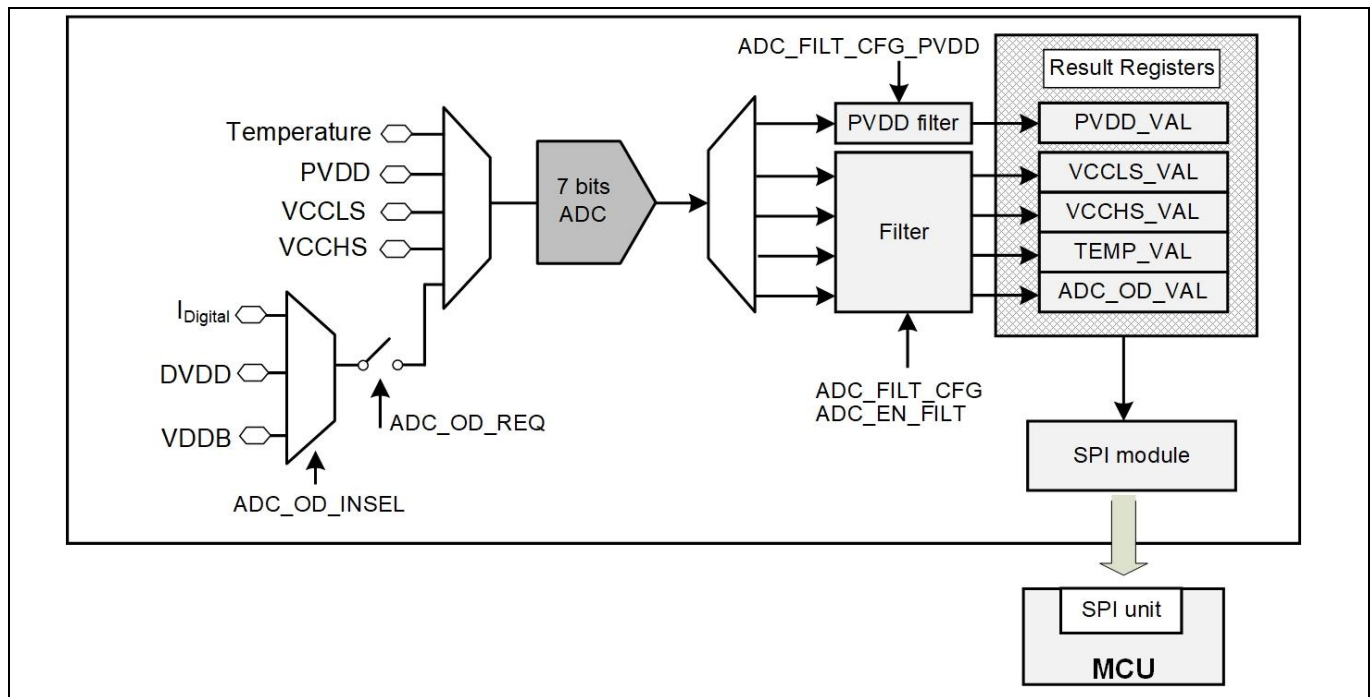 ADC_FILT_CFG_PVDD
Result Registers
Temperature
PVDD
VCCLS
VCCHS
7 bits
ADC
PVDD filter
Filter
PVDD_VAL
VCCLS_VAL
VCCHS_VAL
TEMP_VAL
ADC_OD_VAL
IDigital
DVDD
VDDB
ADC_OD_REQ
ADC_OD_INSEL
ADC_FILT_CFG
ADC_EN_FILT
SPI module
SPI unit
MCU